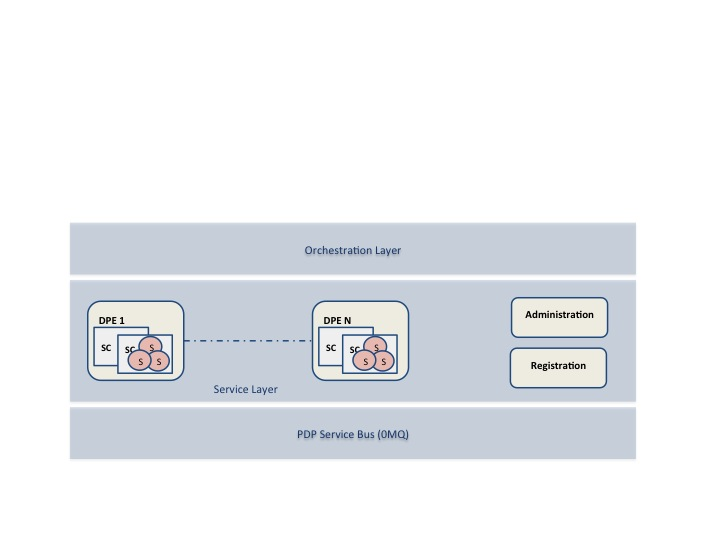 Orchestration Layer
DPE 1
SC
SC
S
S
S
DPE N
SC
SC
S
S
S
Administration
Registration
Service Layer
PDP Service Bus (0MQ)